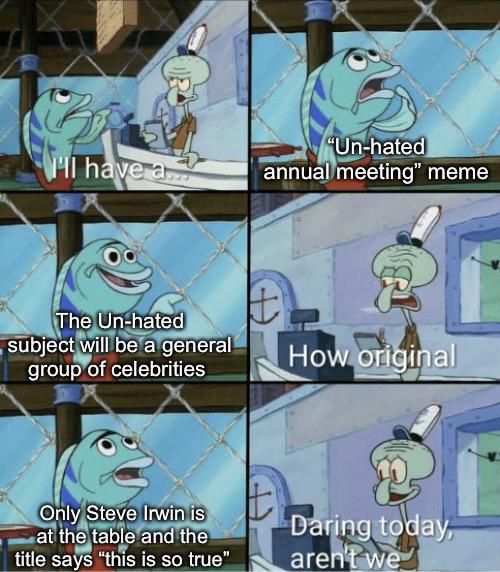 I'll have a...
“Un-hated
annual meeting” meme
The Un-hated
subject will be a general
group of celebrities
How original
Only Steve Irwin is
at the table and the
title says “this is so true”
Daring today,
aren't we